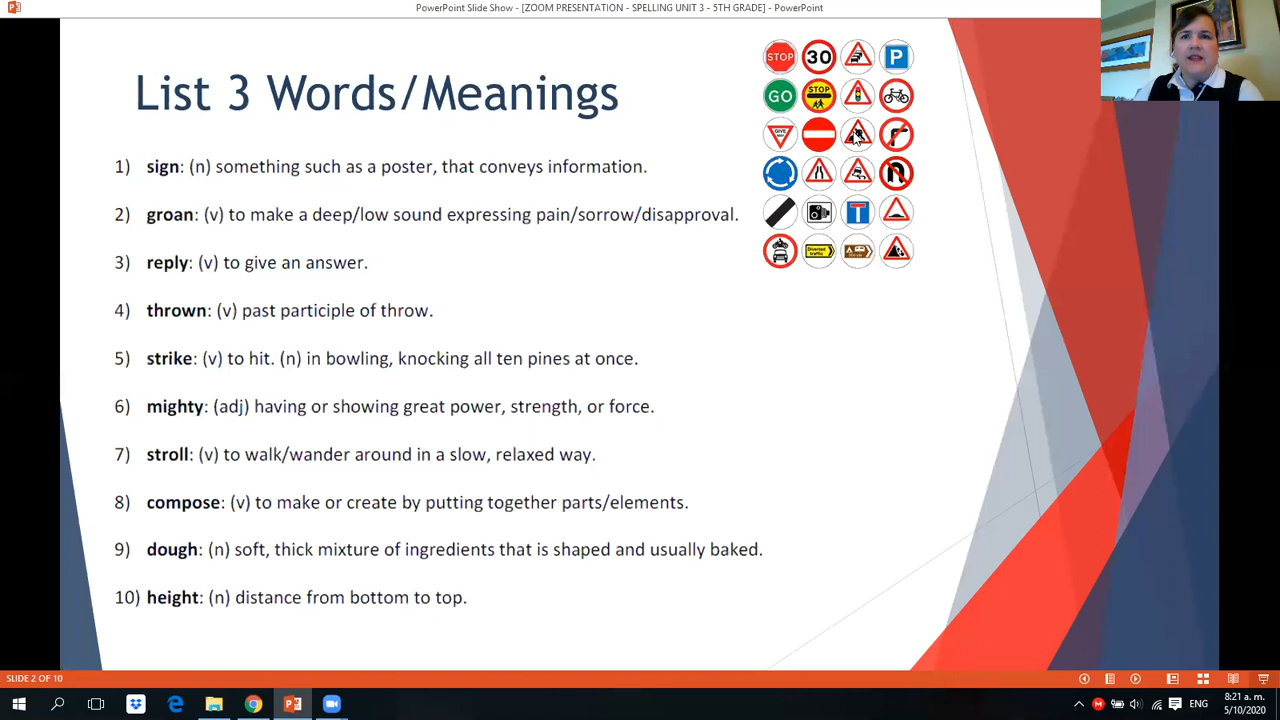 PowerPoint Slide Show - [ZOOM PRESENTATION - SPELLING UNIT 3 - 5TH GRADE] - PowerPoint
List 3 Words/Meanings
STOP 30 P
GO STOP
GIVE WAY
Diverted traffic
1) sign: (n) something such as a poster, that conveys information.
2) groan: (v) to make a deep/low sound expressing pain/sorrow/disapproval.
3) reply: (v) to give an answer.
4) thrown: (v) past participle of throw.
5) strike: (v) to hit. (n) in bowling, knocking all ten pines at once.
6) mighty: (adj) having or showing great power, strength, or force.
7) stroll: (v) to walk/wander around in a slow, relaxed way.
8) compose: (v) to make or create by putting together parts/elements.
9) dough: (n) soft, thick mixture of ingredients that is shaped and usually baked.
10) height: (n) distance from bottom to top.
SLIDE 2 OF 10
ENG
8:21 a. m.
5/10/2020